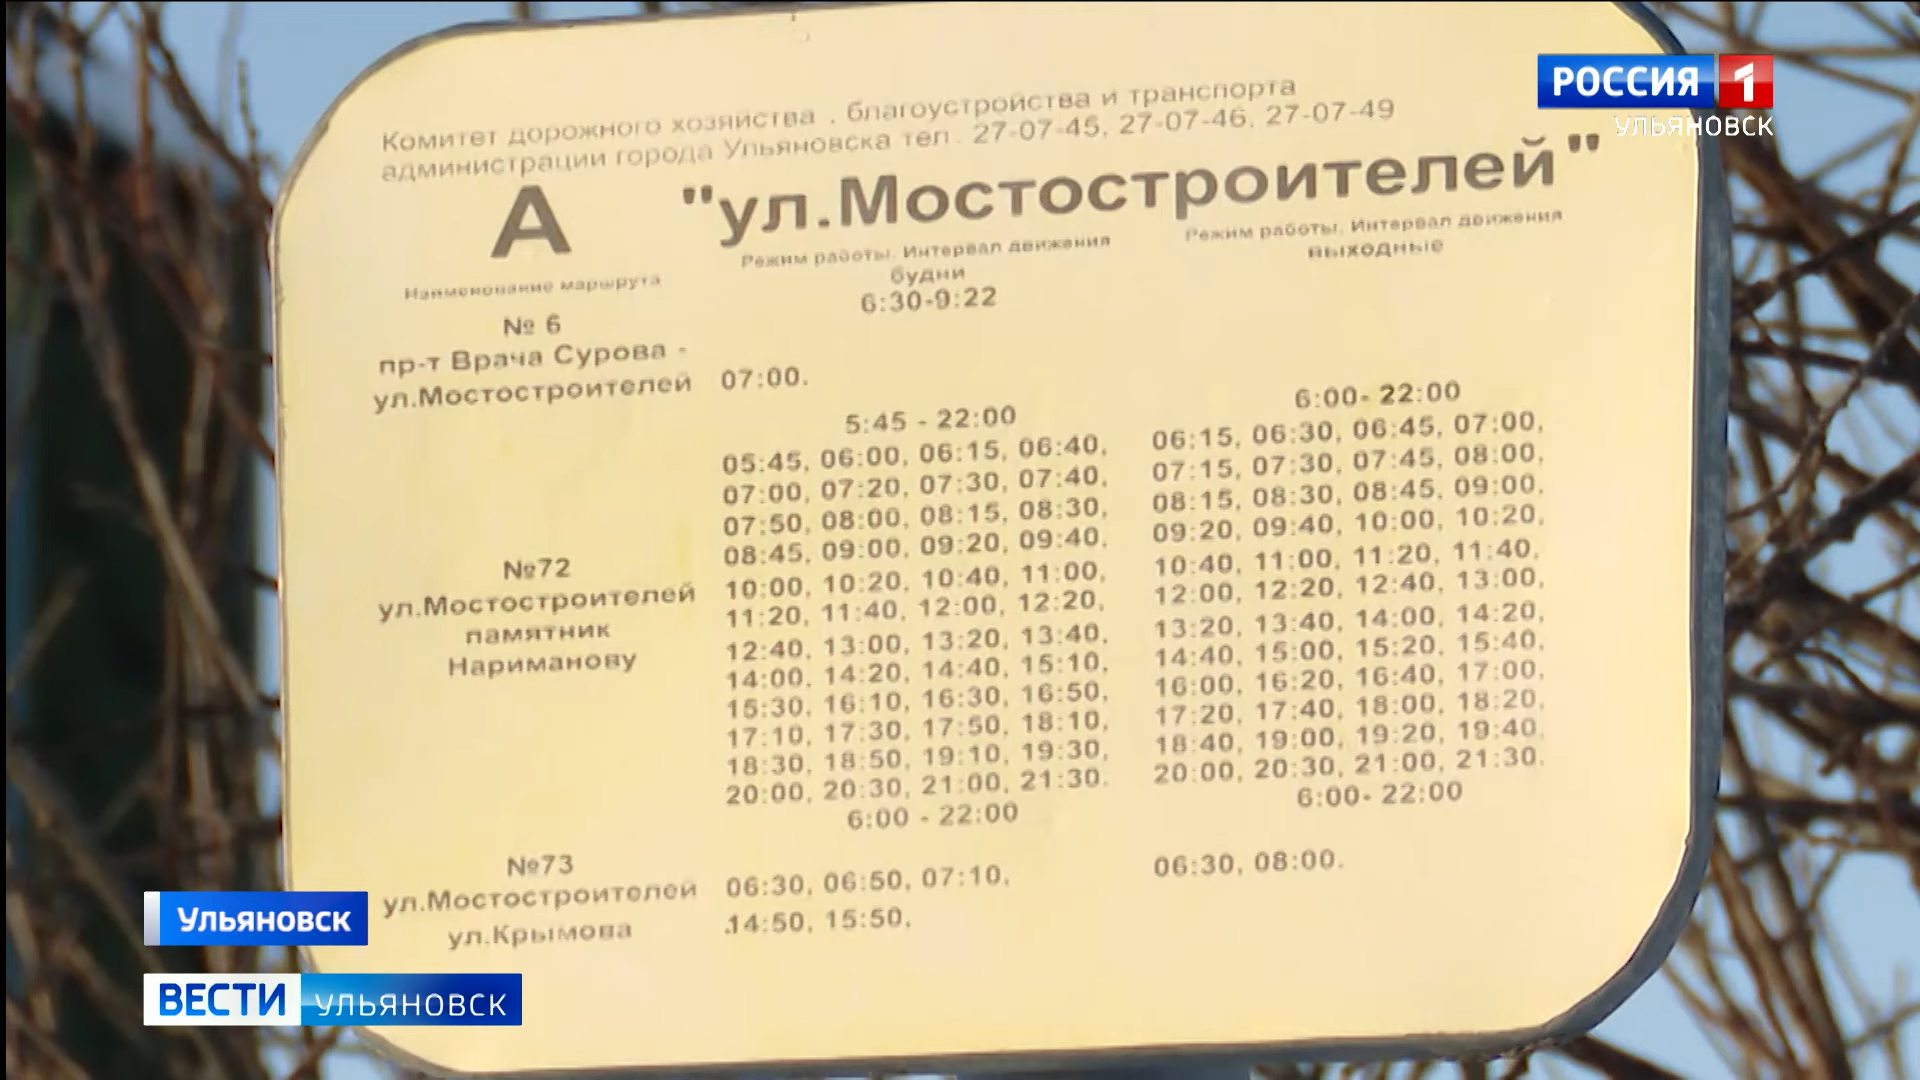 РОССИЯ 1
УЛЬЯНОВСК
Комитет дорожного хозяйства , благоустройства и транспорта
администрации города Ульяновска тел . 27-07-45, 27-07-46, 27-07-49
А "ул.Мостостроителей"
Наименование маршрута
Режим работы. Интервал движения
будни
Режим работы. Интервал движения
выходные
6:30-9:22
№ 6
пр-т Врача Сурова -
ул.Мостостроителей
07:00.
5:45 - 22:00
05:45, 06:00, 06:15, 06:40,
07:00, 07:20, 07:30, 07:40,
07:50, 08:00, 08:15, 08:30,
08:45, 09:00, 09:20, 09:40,
10:00, 10:20, 10:40, 11:00,
11:20, 11:40, 12:00, 12:20,
12:40, 13:00, 13:20, 13:40,
14:00, 14:20, 14:40, 15:10,
15:30, 16:10, 16:30, 16:50,
17:10, 17:30, 17:50, 18:10,
18:30, 18:50, 19:10, 19:30,
20:00, 20:30, 21:00, 21:30.
6:00- 22:00
06:15, 06:30, 06:45, 07:00,
07:15, 07:30, 07:45, 08:00,
08:15, 08:30, 08:45, 09:00,
09:20, 09:40, 10:00, 10:20,
10:40, 11:00, 11:20, 11:40,
12:00, 12:20, 12:40, 13:00,
13:20, 13:40, 14:00, 14:20,
14:40, 15:00, 15:20, 15:40,
16:00, 16:20, 16:40, 17:00,
17:20, 17:40, 18:00, 18:20,
18:40, 19:00, 19:20, 19:40,
20:00, 20:30, 21:00, 21:30.
№72
ул.Мостостроителей
памятник
Нариманову
6:00 - 22:00
6:00- 22:00
№73
ул.Мостостроителей
ул.Крымова
06:30, 06:50, 07:10,
.14:50, 15:50,
06:30, 08:00.
Ульяновск
ВЕСТИ УЛЬЯНОВСК